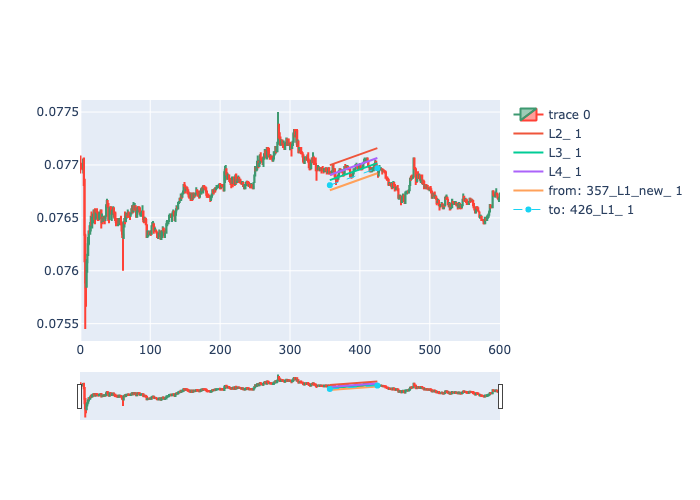 0.0775
0.077
0.0765
0.076
0.0755
0 100 200 300 400 500 600
trace 0
L2_ 1
L3_ 1
L4_ 1
from: 357_L1_new_ 1
to: 426_L1_ 1